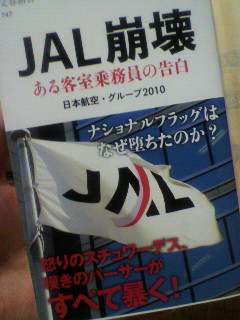 747
JAL崩壊
ある客室乗務員の告白
日本航空・グループ2010
ナショナルフラッグは
なぜ堕ちたのか?
JAL
怒りのスチュワーデス、
嘆きのパーサーが
すべて暴く!